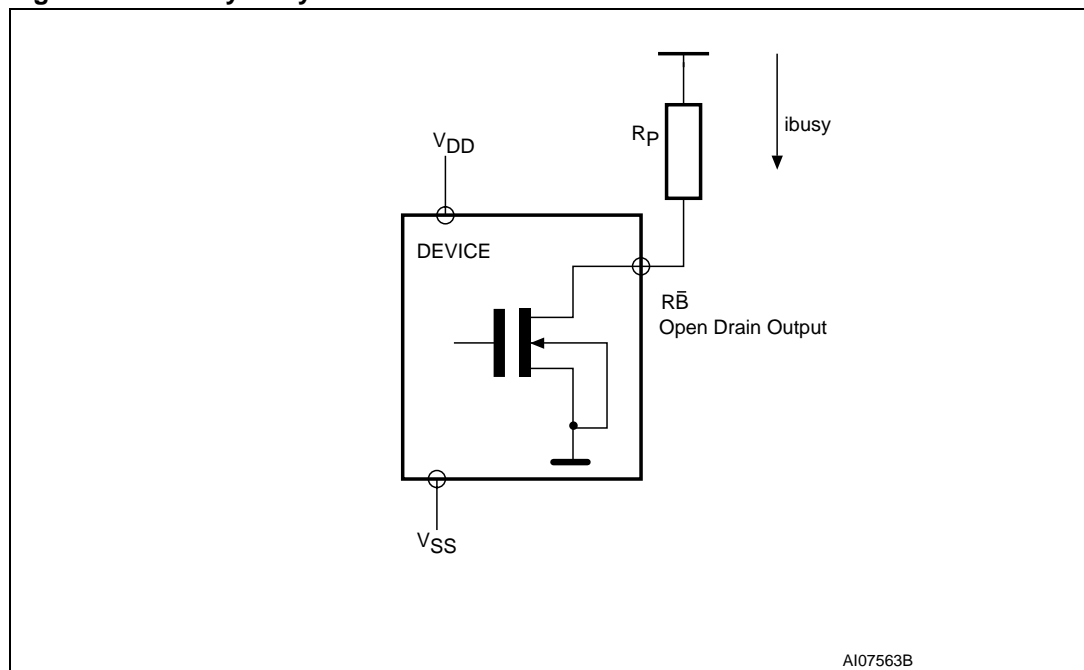 ibusy
RP
VDD
DEVICE
RB̄
Open Drain Output
VSS
AI07563B